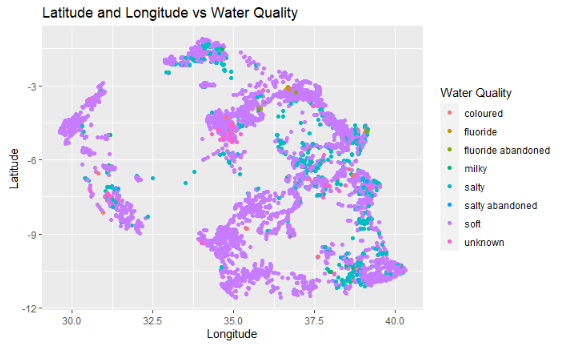 Latitude and Longitude vs Water Quality
Latitude
-3
-6
-9
-12
30.0
32.5
35.0
37.5
40.0
Longitude
Water Quality
coloured
fluoride
fluoride abandoned
milky
salty
salty abandoned
soft
unknown